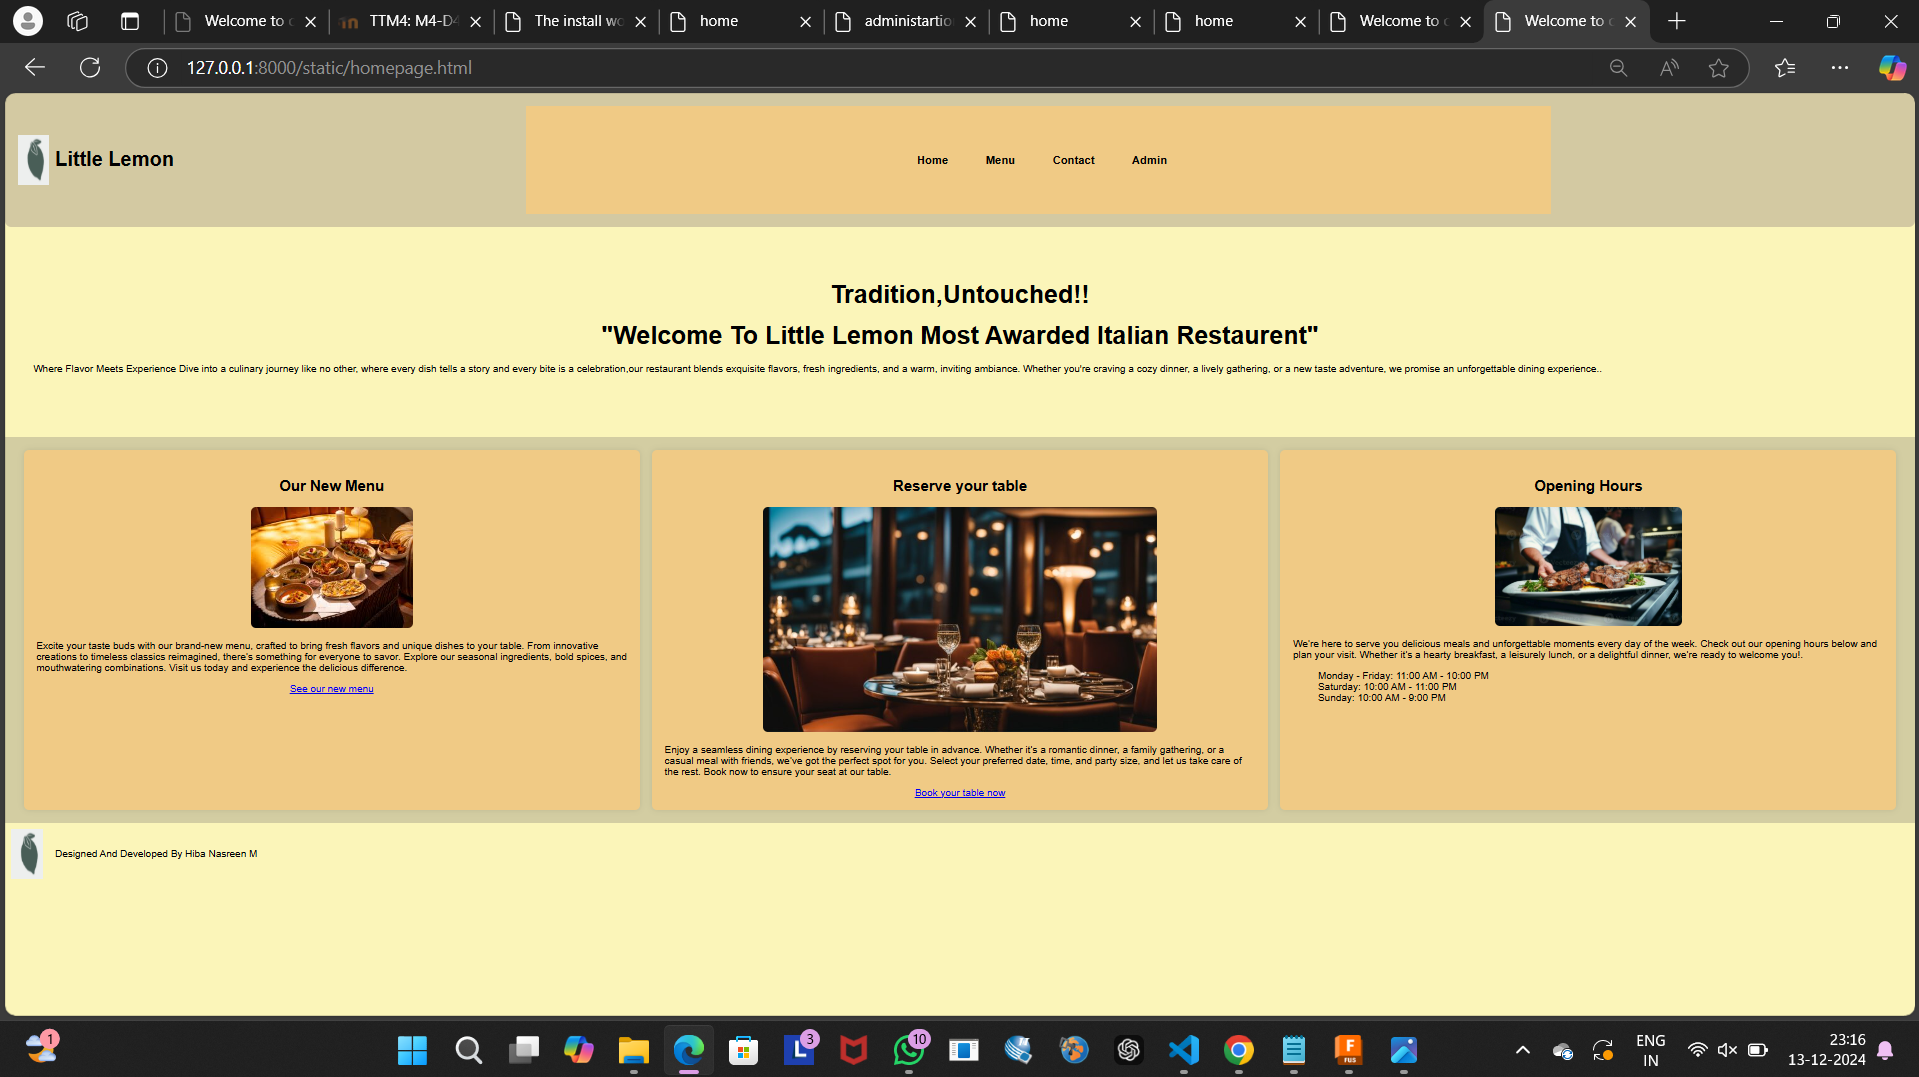 Welcome to
TTM4: M4-D4
The install wo
home
administartio
home
home
Welcome to
Welcome to
127.0.0.1:8000/static/homepage.html
Little Lemon
Home Menu Contact Admin
Tradition,Untouched!!
"Welcome To Little Lemon Most Awarded Italian Restaurent"
Where Flavor Meets Experience Dive into a culinary journey like no other, where every dish tells a story and every bite is a celebration,our restaurant blends exquisite flavors, fresh ingredients, and a warm, inviting ambiance. Whether you're craving a cozy dinner, a lively gathering, or a new taste adventure, we promise an unforgettable dining experience..
Our New Menu
Excite your taste buds with our brand-new menu, crafted to bring fresh flavors and unique dishes to your table. From innovative
creations to timeless classics reimagined, there's something for everyone to savor. Explore our seasonal ingredients, bold spices, and
mouthwatering combinations. Visit us today and experience the delicious difference.
See our new menu
Reserve your table
Enjoy a seamless dining experience by reserving your table in advance. Whether it's a romantic dinner, a family gathering, or a
casual meal with friends, we've got the perfect spot for you. Select your preferred date, time, and party size, and let us take care of
the rest. Book now to ensure your seat at our table.
Book your table now
Opening Hours
We're here to serve you delicious meals and unforgettable moments every day of the week. Check out our opening hours below and
plan your visit. Whether it's a hearty breakfast, a leisurely lunch, or a delightful dinner, we're ready to welcome you!.
Monday - Friday: 11:00 AM - 10:00 PM
Saturday: 10:00 AM - 11:00 PM
Sunday: 10:00 AM - 9:00 PM
Designed And Developed By Hiba Nasreen M
1
L 3
10
F
FUS
ENG
IN
23:16
13-12-2024